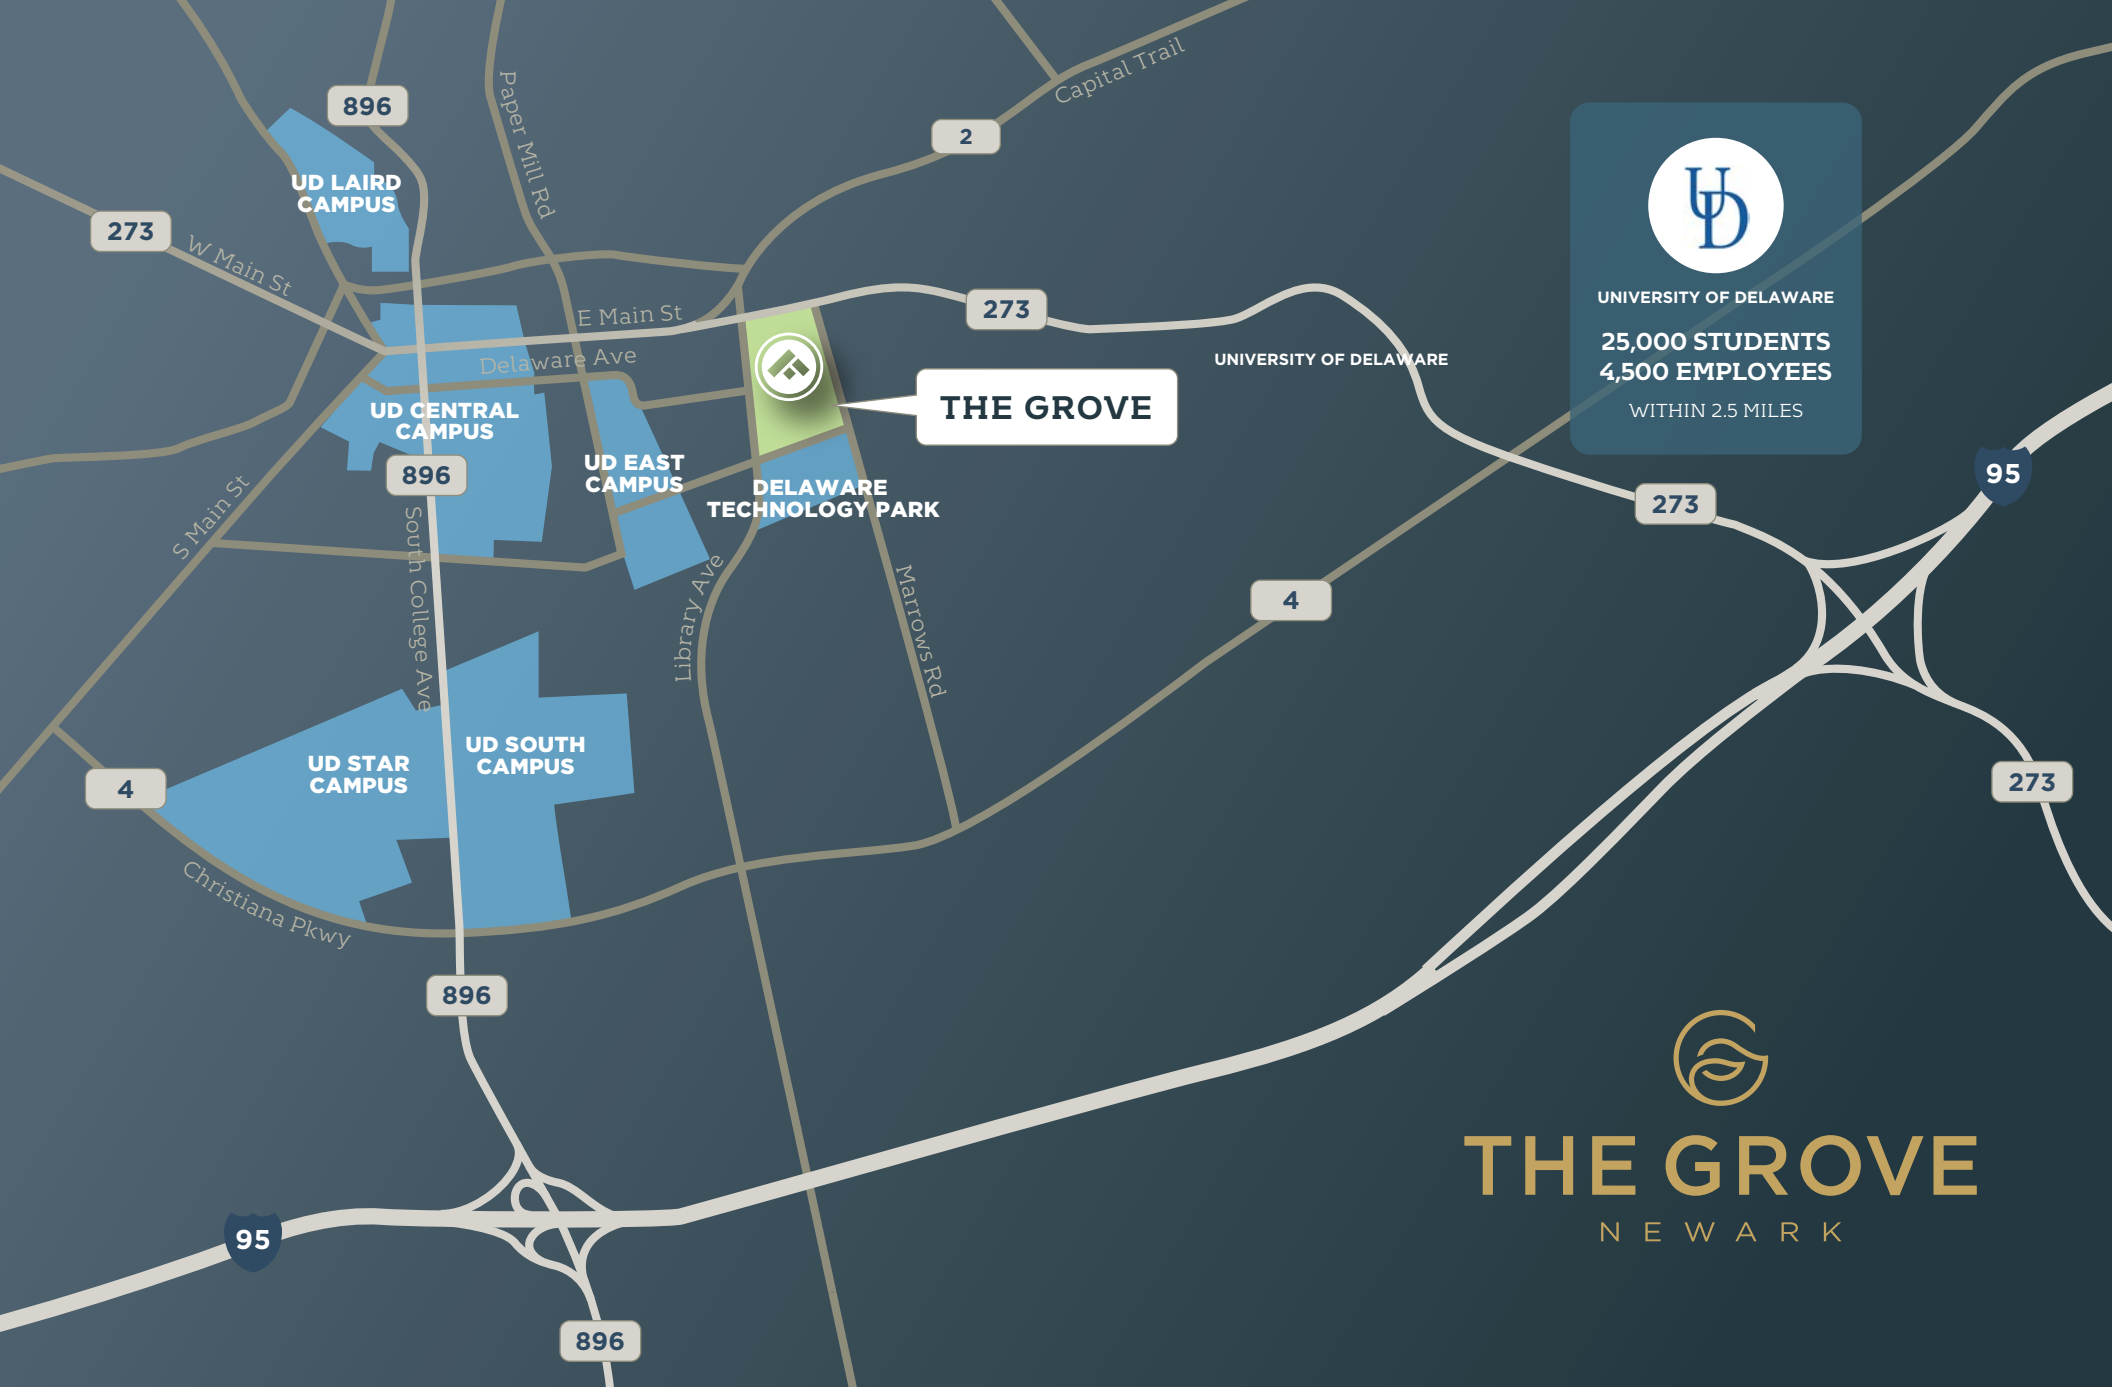 896
Paper Mill Rd
Capital Trail
2
UD LAIRD
CAMPUS
273
W Main St
UD
UNIVERSITY OF DELAWARE
25,000 STUDENTS
4,500 EMPLOYEES
WITHIN 2.5 MILES
E Main St
273
Delaware Ave
UNIVERSITY OF DELAWARE
THE GROVE
UD CENTRAL
CAMPUS
896
UD EAST
CAMPUS
DELAWARE
TECHNOLOGY PARK
95
273
S Main St
South College Ave
Library Ave
Marrows Rd
4
UD STAR
CAMPUS
UD SOUTH
CAMPUS
4
273
Christiana Pkwy
896
THE GROVE
NEWARK
95
896